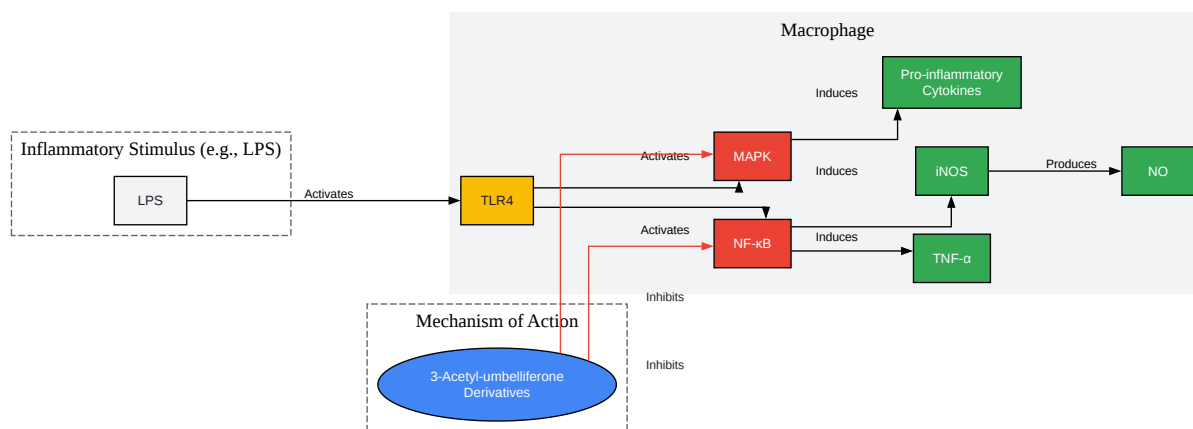 Macrophage
Pro-inflammatory
Cytokines
Induces
Inflammatory Stimulus (e.g., LPS)
Activates
MAPK
Induces
iNOS
Produces
NO
LPS
Activates
TLR4
Activates
NF-κB
Induces
TNF-α
Inhibits
Mechanism of Action
Inhibits
3-Acetyl-umbelliferone
Derivatives